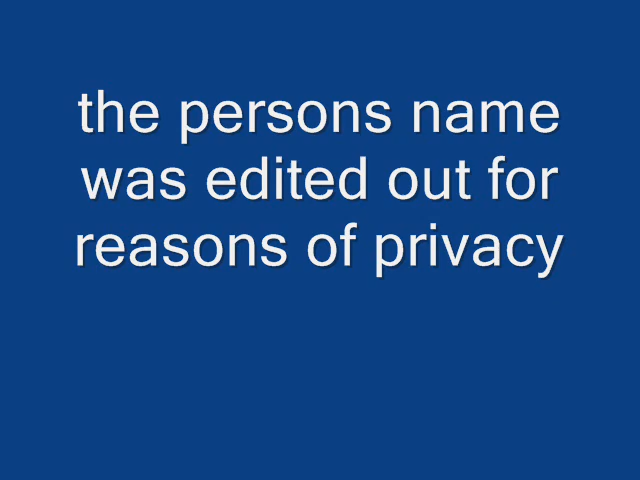 the persons name
was edited out for
reasons of privacy